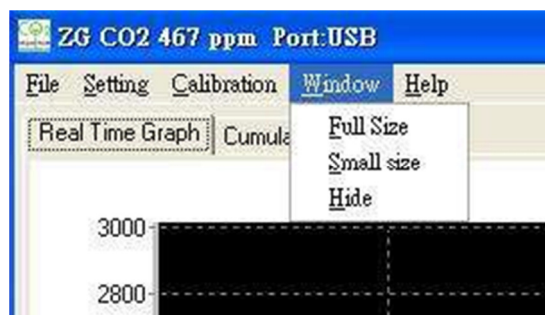 ZG CO2 467 ppm Port:USB
File Setting Calibration Window Help
Real Time Graph
Full Size
Small size
Hide
3000
2800